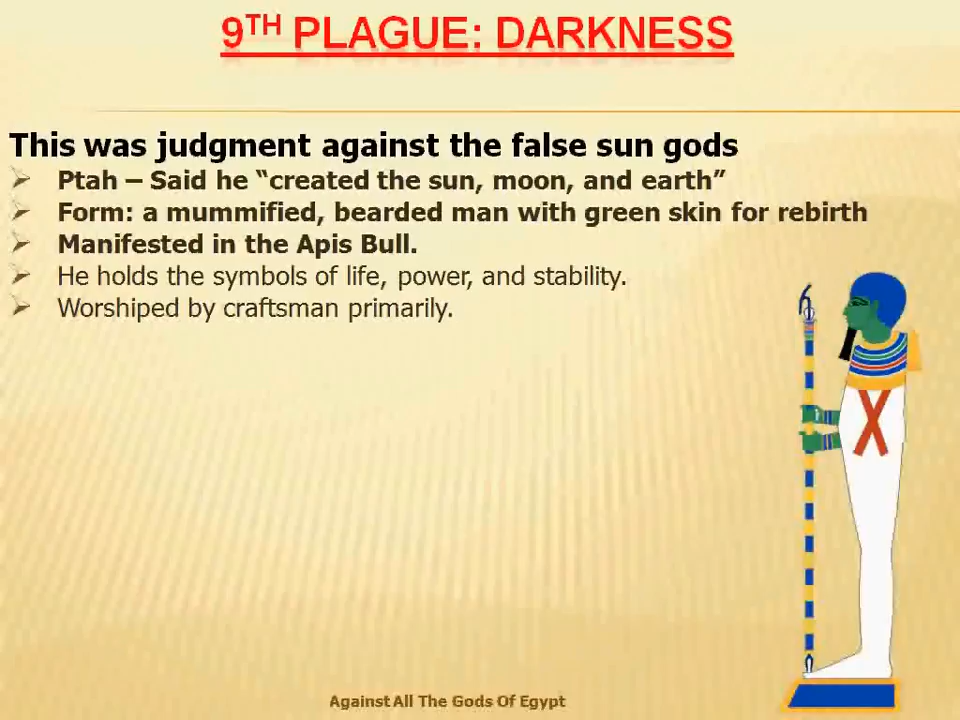 9TH PLAGUE: DARKNESS
This was judgment against the false sun gods
Ptah – Said he “created the sun, moon, and earth”
Form: a mummified, bearded man with green skin for rebirth
Manifested in the Apis Bull.
He holds the symbols of life, power, and stability.
Worshiped by craftsman primarily.
Against All The Gods Of Egypt